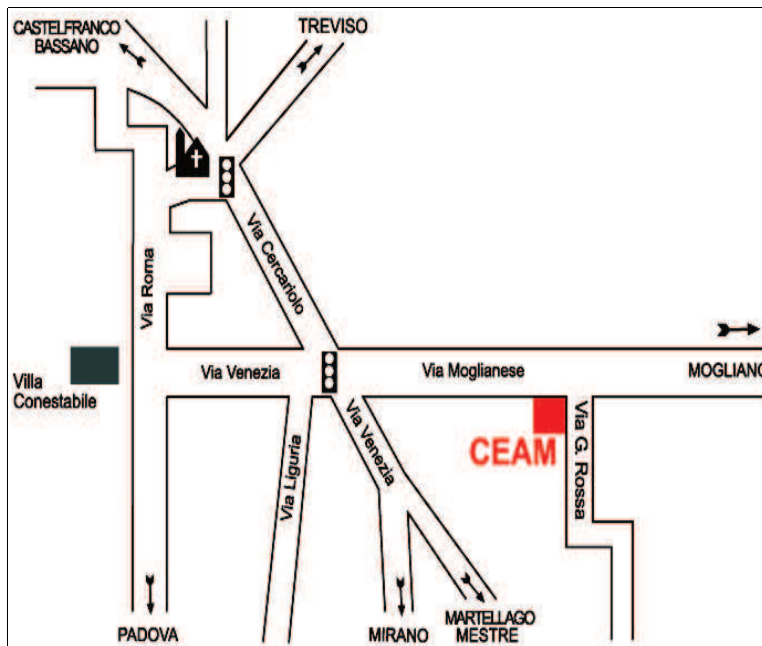 CASTELFRANCO
BASSANO
TREVISO
Via Cercariolo
Via Roma
Via Venezia
Via Moglianese
MOGLIANO
Villa
Conestabile
Via Liguria
Via Venezia
CEAM
Via G. Rossa
PADOVA
MIRANO
MARTELLAGO
MESTRE